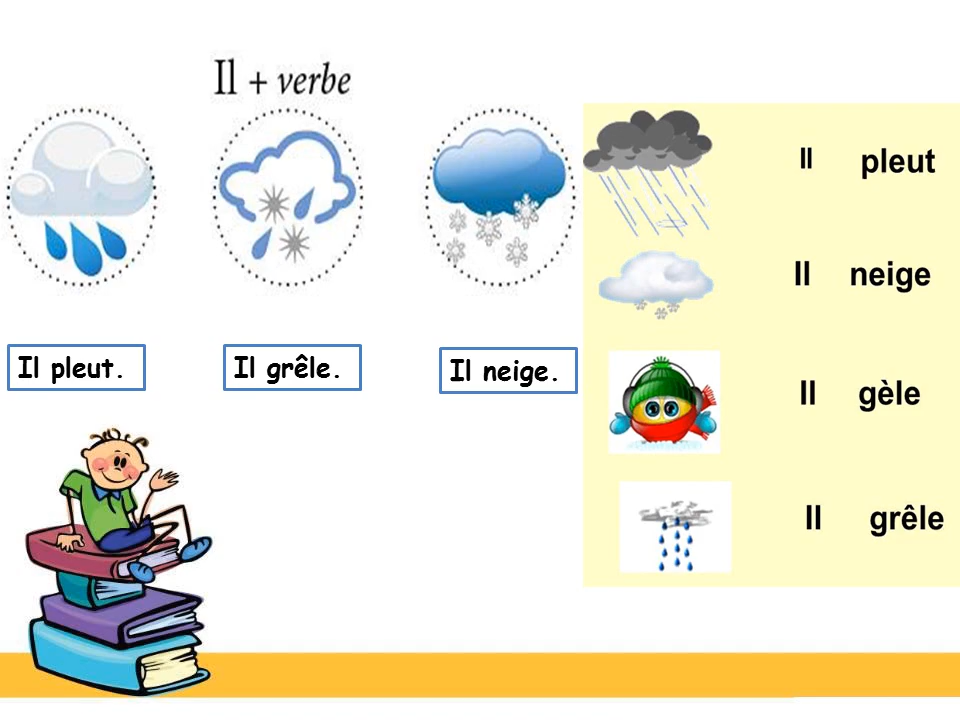 Il + verbe
Il pleut.
Il grêle.
Il neige.
Il pleut
Il neige
Il gèle
Il grêle